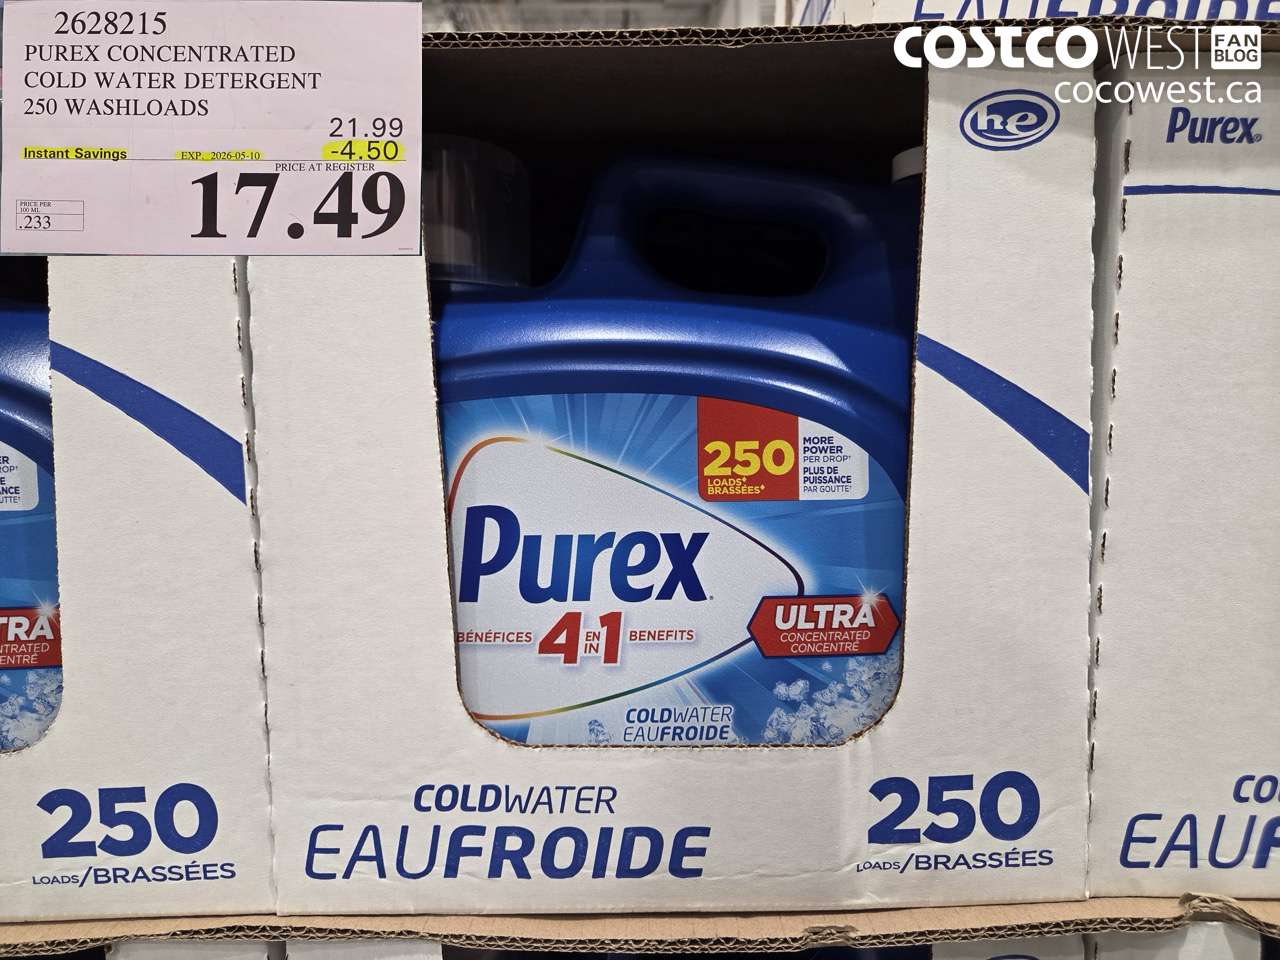 2628215
PUREX CONCENTRATED
COLD WATER DETERGENT
250 WASHLOADS
21.99
Instant Savings EXP. 2026-05-10 -4.50
PRICE AT REGISTER
17.49
PRICE PER
100 ML
.233
EAUFROIDE
COSTCO WEST FAN BLOG
cocowest.ca
he
Purex
250
LOADS
BRASSÉES
MORE
POWER
PER DROP
PLUS DE
PUISSANCE
PAR GOUTTE
Purex
BÉNÉFICES 4 EN IN 1 BENEFITS
ULTRA
CONCENTRATED
CONCENTRÉ
COLDWATER
EAUFROIDE
250
LOADS/BRASSÉES
COLDWATER
EAUFROIDE
250
LOADS/BRASSÉES
CO
EAUF